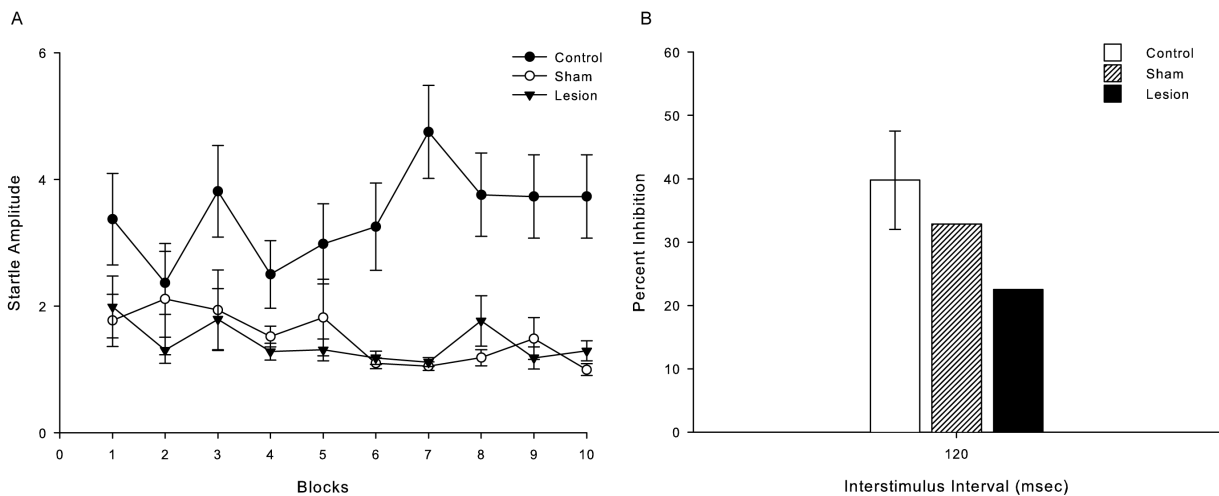 A
6
4
2
0
Startle Amplitude
Control
Sham
Lesion
0 1 2 3 4 5 6 7 8 9 10
Blocks
B
60
50
40
30
20
10
0
Percent Inhibition
Control
Sham
Lesion
120
Interstimulus Interval (msec)